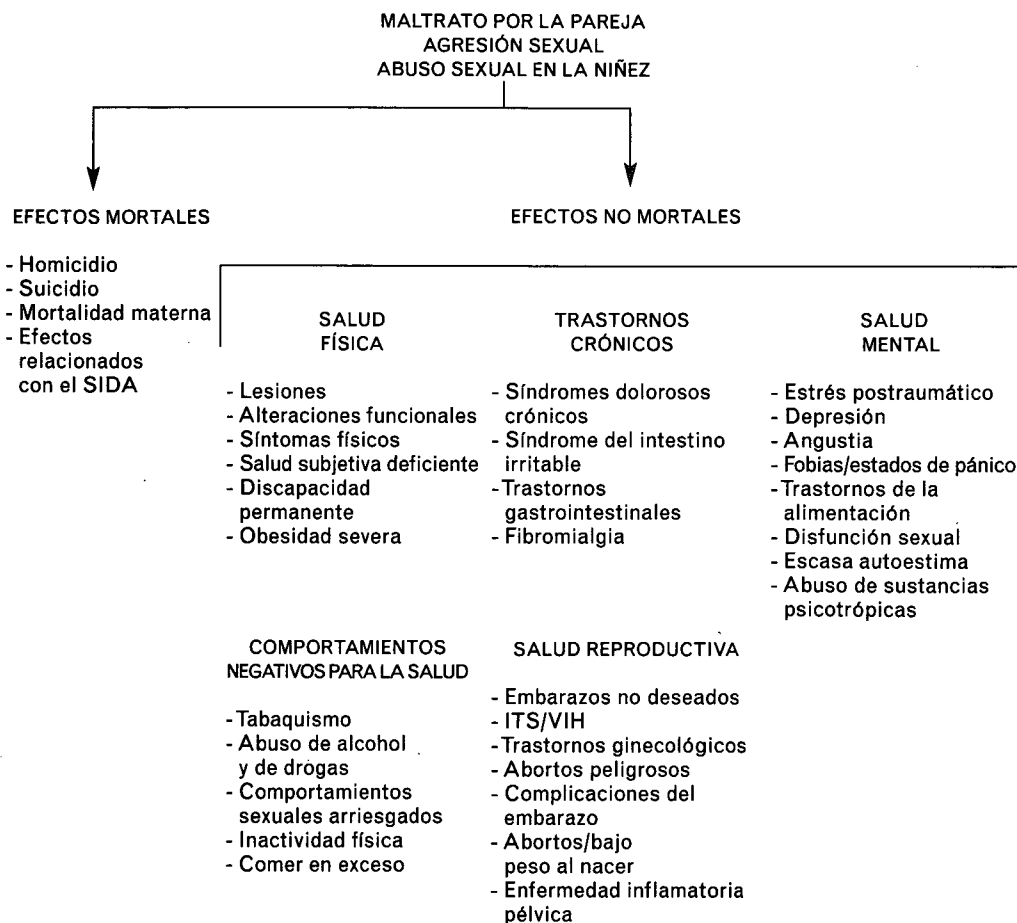 MALTRATO POR LA PAREJA
AGRESIÓN SEXUAL
ABUSO SEXUAL EN LA NIÑEZ
EFECTOS MORTALES
- Homicidio
- Suicidio
- Mortalidad materna
- Efectos
relacionados
con el SIDA
EFECTOS NO MORTALES
SALUD
FÍSICA
- Lesiones
- Alteraciones funcionales
- Síntomas físicos
- Salud subjetiva deficiente
- Discapacidad
permanente
- Obesidad severa
TRASTORNOS
CRÓNICOS
- Síndromes dolorosos
crónicos
- Síndrome del intestino
irritable
- Trastornos
gastrointestinales
- Fibromialgia
SALUD
MENTAL
- Estrés postraumático
- Depresión
- Angustia
- Fobias/estados de pánico
- Trastornos de la
alimentación
- Disfunción sexual
- Escasa autoestima
- Abuso de sustancias
psicotrópicas
COMPORTAMIENTOS
NEGATIVOS PARA LA SALUD
- Tabaquismo
- Abuso de alcohol
y de drogas
- Comportamientos
sexuales arriesgados
- Inactividad física
- Comer en exceso
SALUD REPRODUCTIVA
- Embarazos no deseados
- ITS/VIH
- Trastornos ginecológicos
- Abortos peligrosos
- Complicaciones del
embarazo
- Abortos/bajo
peso al nacer
- Enfermedad inflamatoria
pélvica